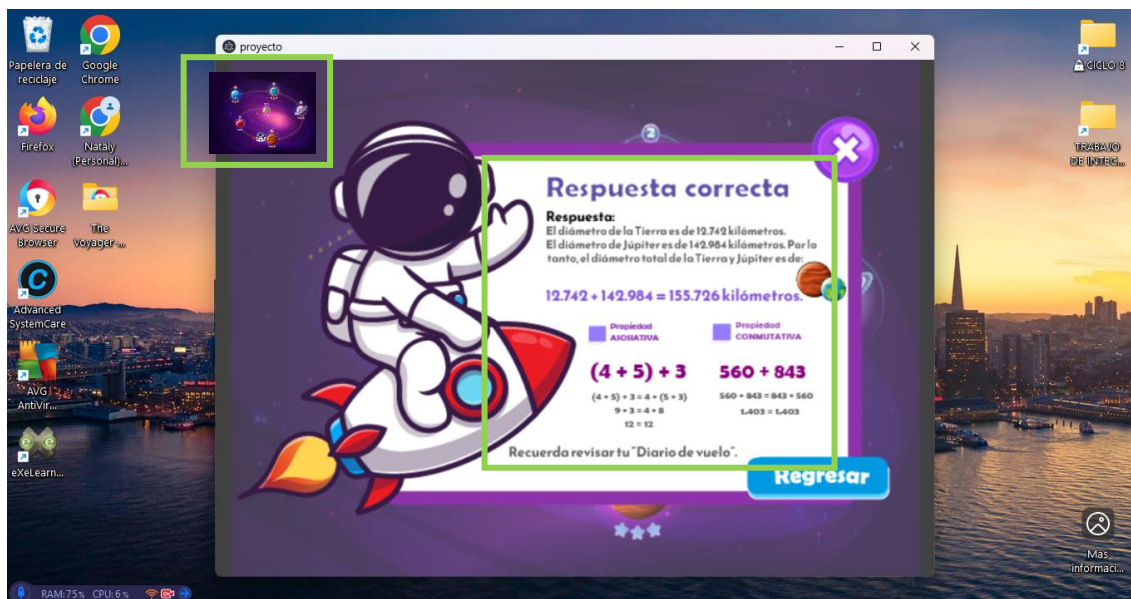 Papelera de
reciclaje
Google
Chrome
Firefox
Nataly
(Personal)...
AVG Secure
Browser
The
Voyager-...
Advanced
SystemCare
AVG
AntiVir...
eXeLearn...
RAM:75% CPU:6%
proyecto
2
Respuesta correcta
Respuesta:
El diámetro de la Tierra es de 12.742 kilómetros.
El diámetro de Júpiter es de 142.984 kilómetros. Por lo
tanto, el diámetro total de la Tierra y Júpiter es de:
12.742 + 142.984 = 155.726 kilómetros.
Propiedad
ASOSIATIVA
(4 + 5) + 3
(4 + 5) + 3 = 4 + (5 + 3)
9 + 3 = 4 + 8
12 = 12
Propiedad
CONMUTATIVA
560 + 843
560 + 843 = 843 + 560
1.403 = 1.403
Recuerda revisar tu "Diario de vuelo".
Regresar
CICLO 8
TRABAJO
DE INTEG...
Más
informaci...